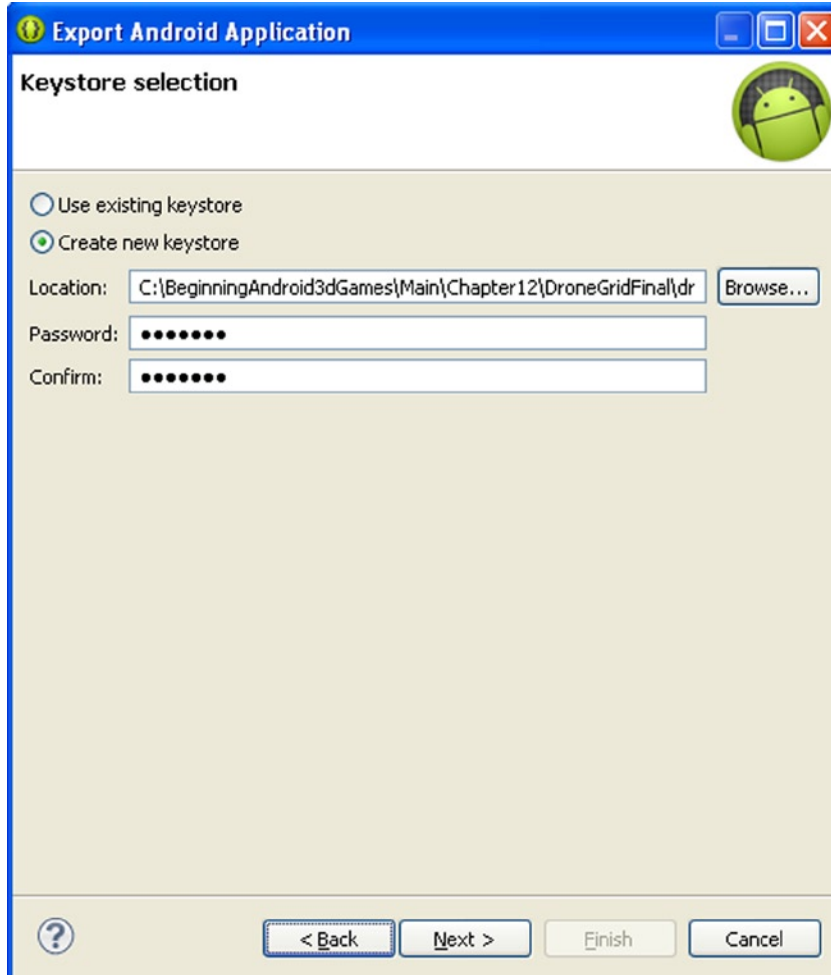 Export Android Application
Keystore selection
Use existing keystore
Create new keystore
Location: C:\BeginningAndroid3dGames\Main\Chapter12\DroneGridFinal\dr Browse...
Password: •••••••
Confirm: •••••••
? < Back Next > Finish Cancel